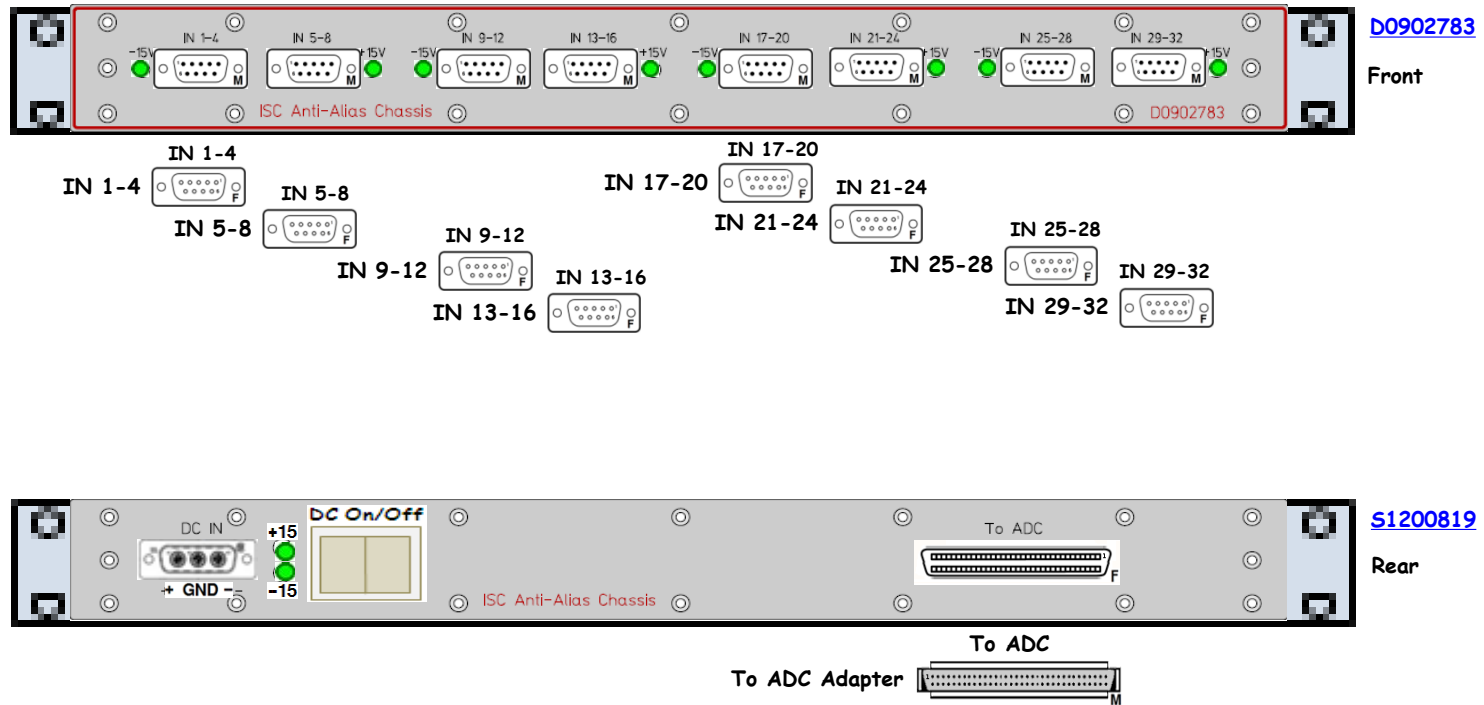 D0902783
IN 1-4 IN 5-8 IN 9-12 IN 13-16 IN 17-20 IN 21-24 IN 25-28 IN 29-32
-15V +15V -15V +15V -15V +15V -15V +15V
M M M M M M M M
Front
ISC Anti-Alias Chassis D0902783
IN 1-4
IN 1-4
F
IN 5-8
IN 5-8
F
IN 9-12
IN 9-12
F
IN 13-16
IN 13-16
F
IN 17-20
IN 17-20
F
IN 21-24
IN 21-24
F
IN 25-28
IN 25-28
F
IN 29-32
IN 29-32
F
S1200819
DC IN
+15
DC On/Off
To ADC
1
F
Rear
+ GND -
-15
ISC Anti-Alias Chassis
To ADC
To ADC Adapter
1
M